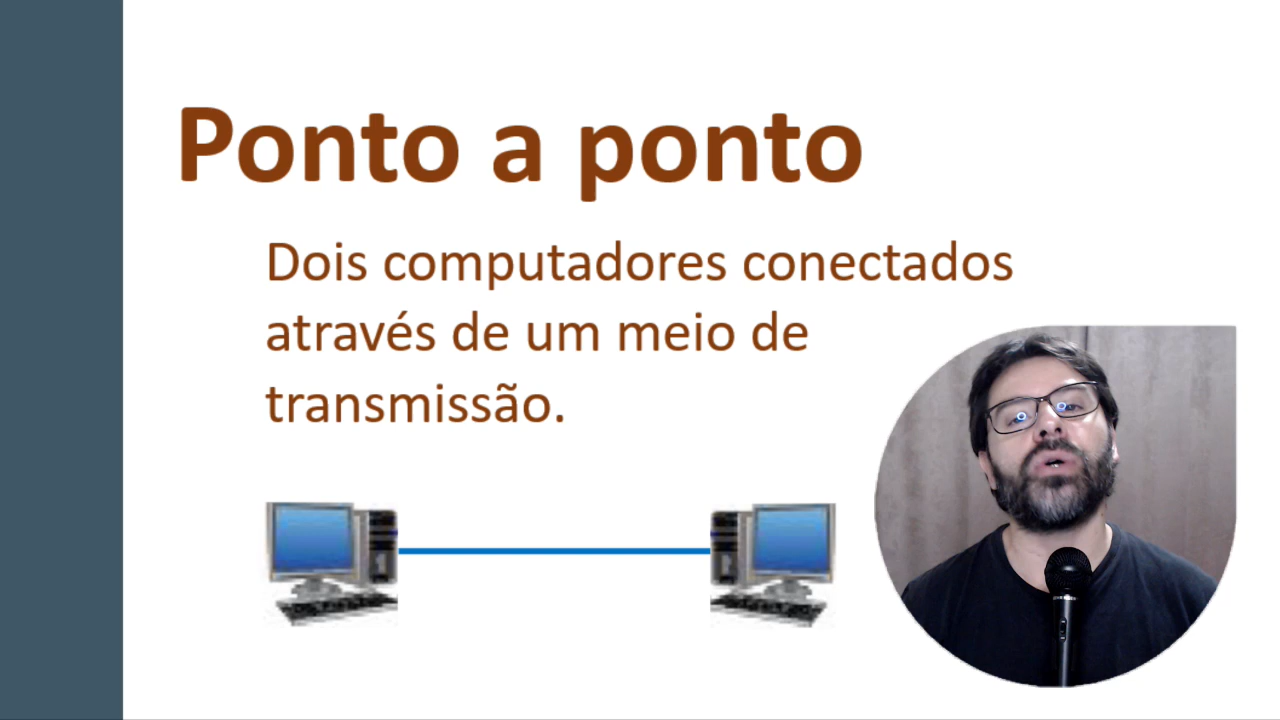 Ponto a ponto
Dois computadores conectados
através de um meio de
transmissão.